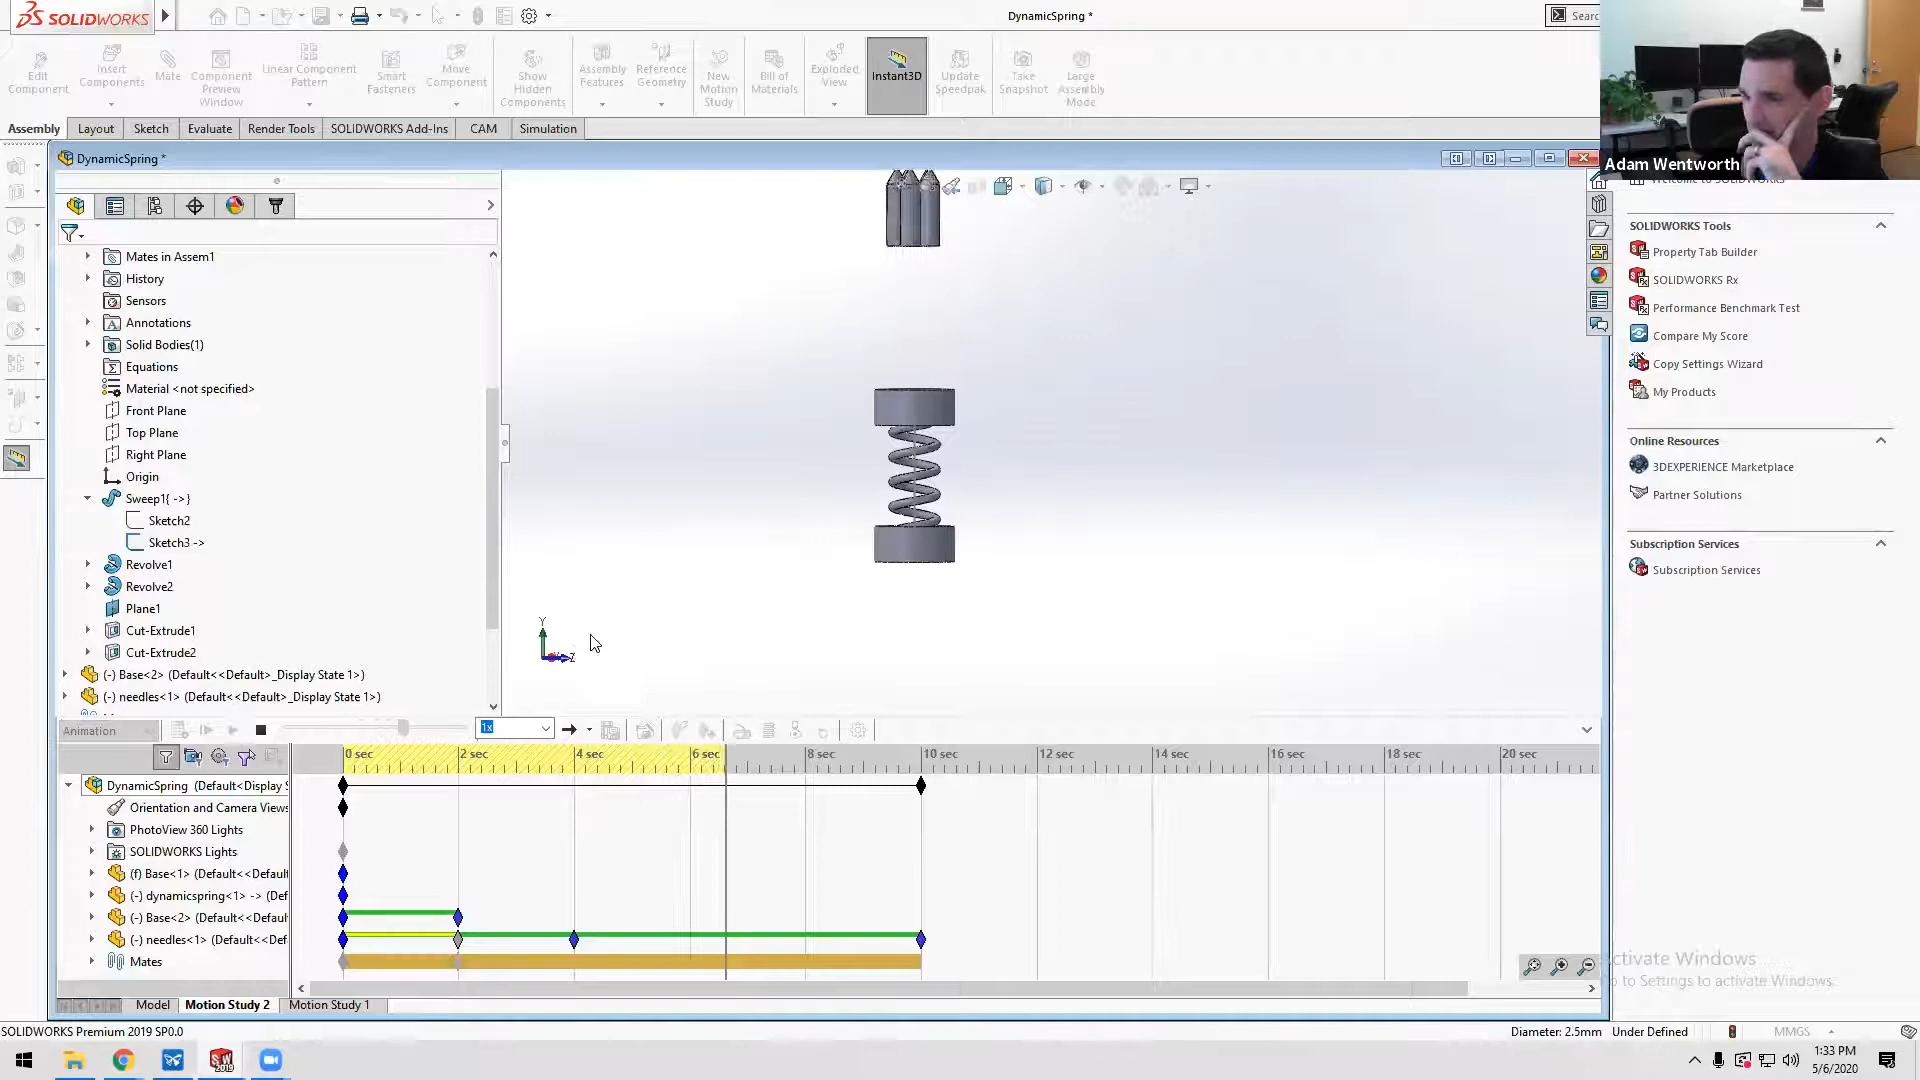 SOLIDWORKS
DynamicSpring *
Searc
Edit Component
Insert Components
Mate
Component Preview Window
Linear Component Pattern
Smart Fasteners
Move Component
Show Hidden Components
Assembly Features
Reference Geometry
New Motion Study
Bill of Materials
Exploded View
Instant3D
Update Speedpak
Take Snapshot
Large Assembly Mode
Adam Wentworth
Assembly
Layout
Sketch
Evaluate
Render Tools
SOLIDWORKS Add-Ins
CAM
Simulation
DynamicSpring *
Mates in Assem1
History
Sensors
Annotations
Solid Bodies(1)
Equations
Material <not specified>
Front Plane
Top Plane
Right Plane
Origin
Sweep1{ ->}
Sketch2
Sketch3 ->
Revolve1
Revolve2
Plane1
Cut-Extrude1
Cut-Extrude2
(-) Base<2> (Default<<Default>_Display State 1>)
(-) needles<1> (Default<<Default>_Display State 1>)
Y
Z
SOLIDWORKS Tools
Property Tab Builder
SOLIDWORKS Rx
Performance Benchmark Test
Compare My Score
Copy Settings Wizard
My Products
Online Resources
3DEXPERIENCE Marketplace
Partner Solutions
Subscription Services
Subscription Services
Animation
1x
0 sec
2 sec
4 sec
6 sec
8 sec
10 sec
12 sec
14 sec
16 sec
18 sec
20 sec
DynamicSpring (Default<Display S
Orientation and Camera Views
PhotoView 360 Lights
SOLIDWORKS Lights
(f) Base<1> (Default<<Defaul
(-) dynamicspring<1> -> (Def
(-) Base<2> (Default<<Defau
(-) needles<1> (Default<<Def
Mates
Activate Windows
Go to Settings to activate Windows.
Model
Motion Study 2
Motion Study 1
SOLIDWORKS Premium 2019 SP0.0
Diameter: 2.5mm
Under Defined
MMGS
SW
2019
1:33 PM
5/6/2020